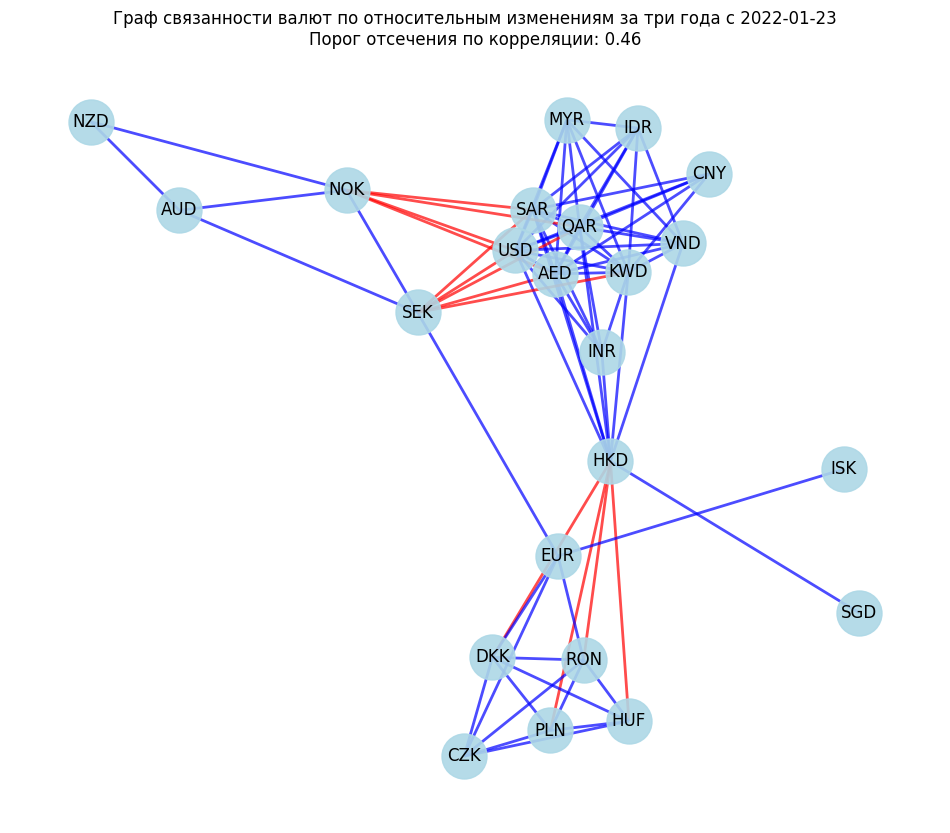 Граф связанности валют по относительным изменениям за три года с 2022-01-23
Порог отсечения по корреляции: 0.46
NZD
MYR
IDR
CNY
NOK
AUD
SAR
QAR
VND
USD
AED
KWD
SEK
INR
HKD
ISK
EUR
SGD
DKK
RON
HUF
PLN
CZK